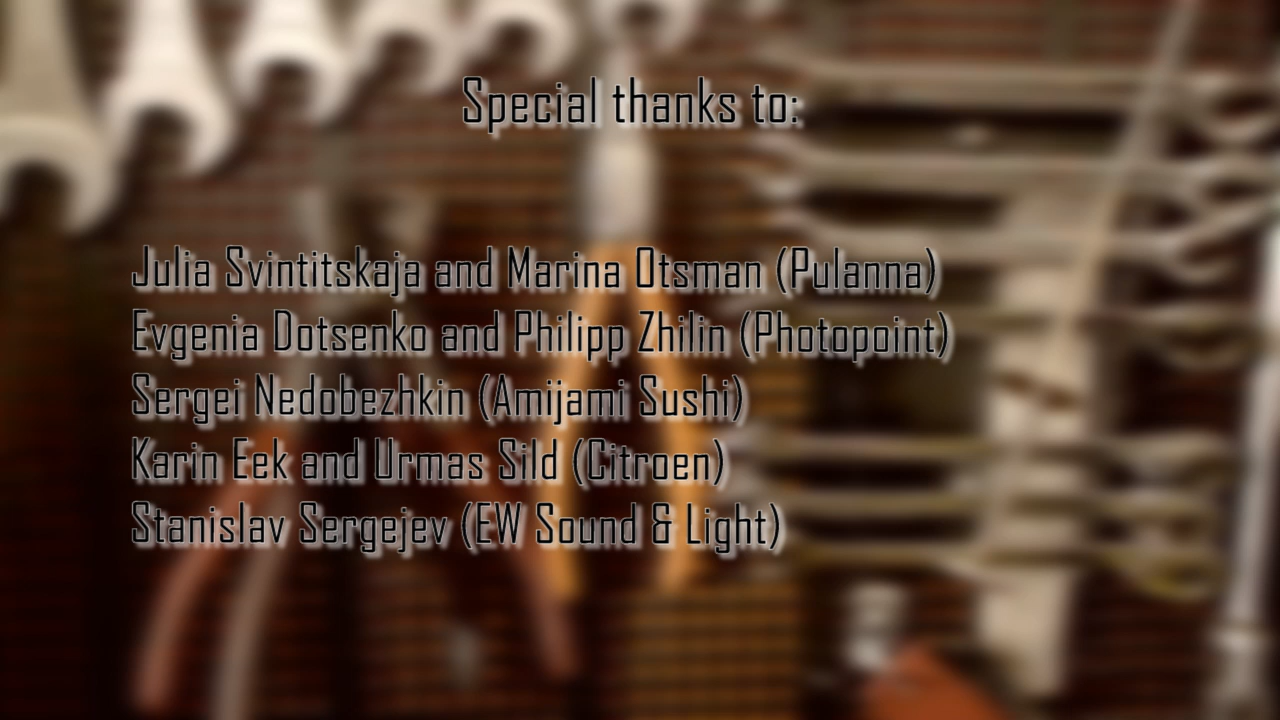 Special thanks to:
Julia Svintitskaja and Marina Otsman (Pulanna)
Evgenia Dotsenko and Philipp Zhilin (Photopoint)
Sergei Nedobezhkin (Amijami Sushi)
Karin Eek and Urmas Sild (Citroen)
Stanislav Sergejev (EW Sound & Light)